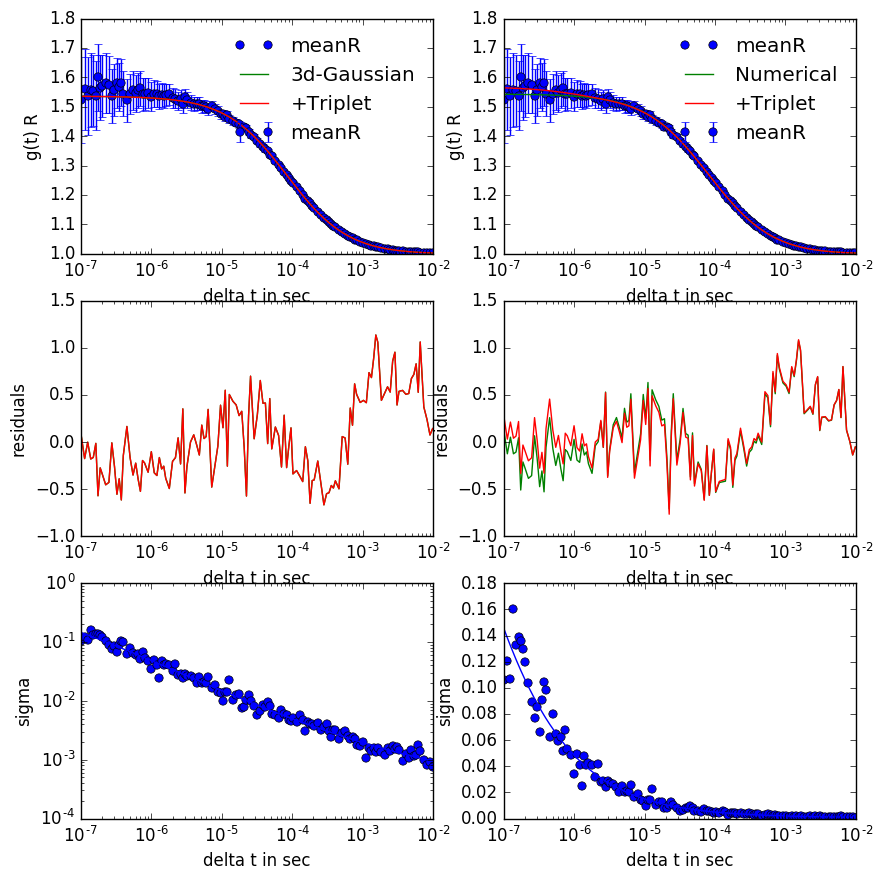 1.8
1.7
1.6
1.5
1.4
1.3
1.2
1.1
1.0
g(t) R
meanR
3d-Gaussian
+Triplet
meanR
10^-7 10^-6 10^-5 10^-4 10^-3 10^-2
delta t in sec
1.8
1.7
1.6
1.5
1.4
1.3
1.2
1.1
1.0
g(t) R
meanR
Numerical
+Triplet
meanR
10^-7 10^-6 10^-5 10^-4 10^-3 10^-2
delta t in sec
1.5
1.0
0.5
0.0
−0.5
−1.0
residuals
10^-7 10^-6 10^-5 10^-4 10^-3 10^-2
delta t in sec
1.5
1.0
0.5
0.0
−0.5
−1.0
residuals
10^-7 10^-6 10^-5 10^-4 10^-3 10^-2
delta t in sec
10^0
10^-1
10^-2
10^-3
10^-4
sigma
10^-7 10^-6 10^-5 10^-4 10^-3 10^-2
delta t in sec
0.18
0.16
0.14
0.12
0.10
0.08
0.06
0.04
0.02
0.00
sigma
10^-7 10^-6 10^-5 10^-4 10^-3 10^-2
delta t in sec